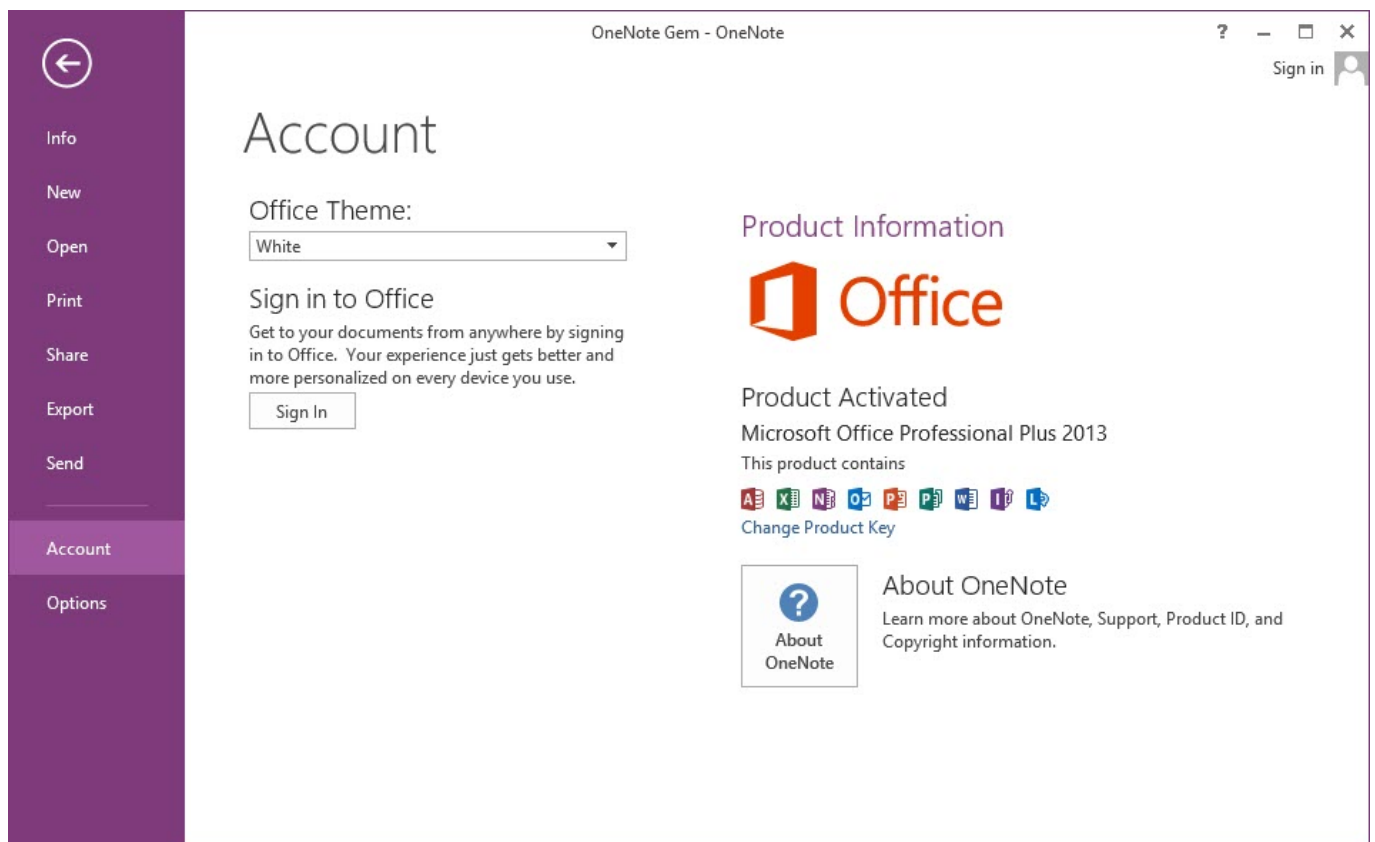 OneNote Gem - OneNote
?
Sign in
Info
New
Open
Print
Share
Export
Send
Account
Options
Account
Office Theme:
White
Sign in to Office
Get to your documents from anywhere by signing
in to Office.  Your experience just gets better and
more personalized on every device you use.
Sign In
Product Information
Office
Product Activated
Microsoft Office Professional Plus 2013
This product contains
A X N O P P W I L
Change Product Key
?
About
OneNote
About OneNote
Learn more about OneNote, Support, Product ID, and
Copyright information.